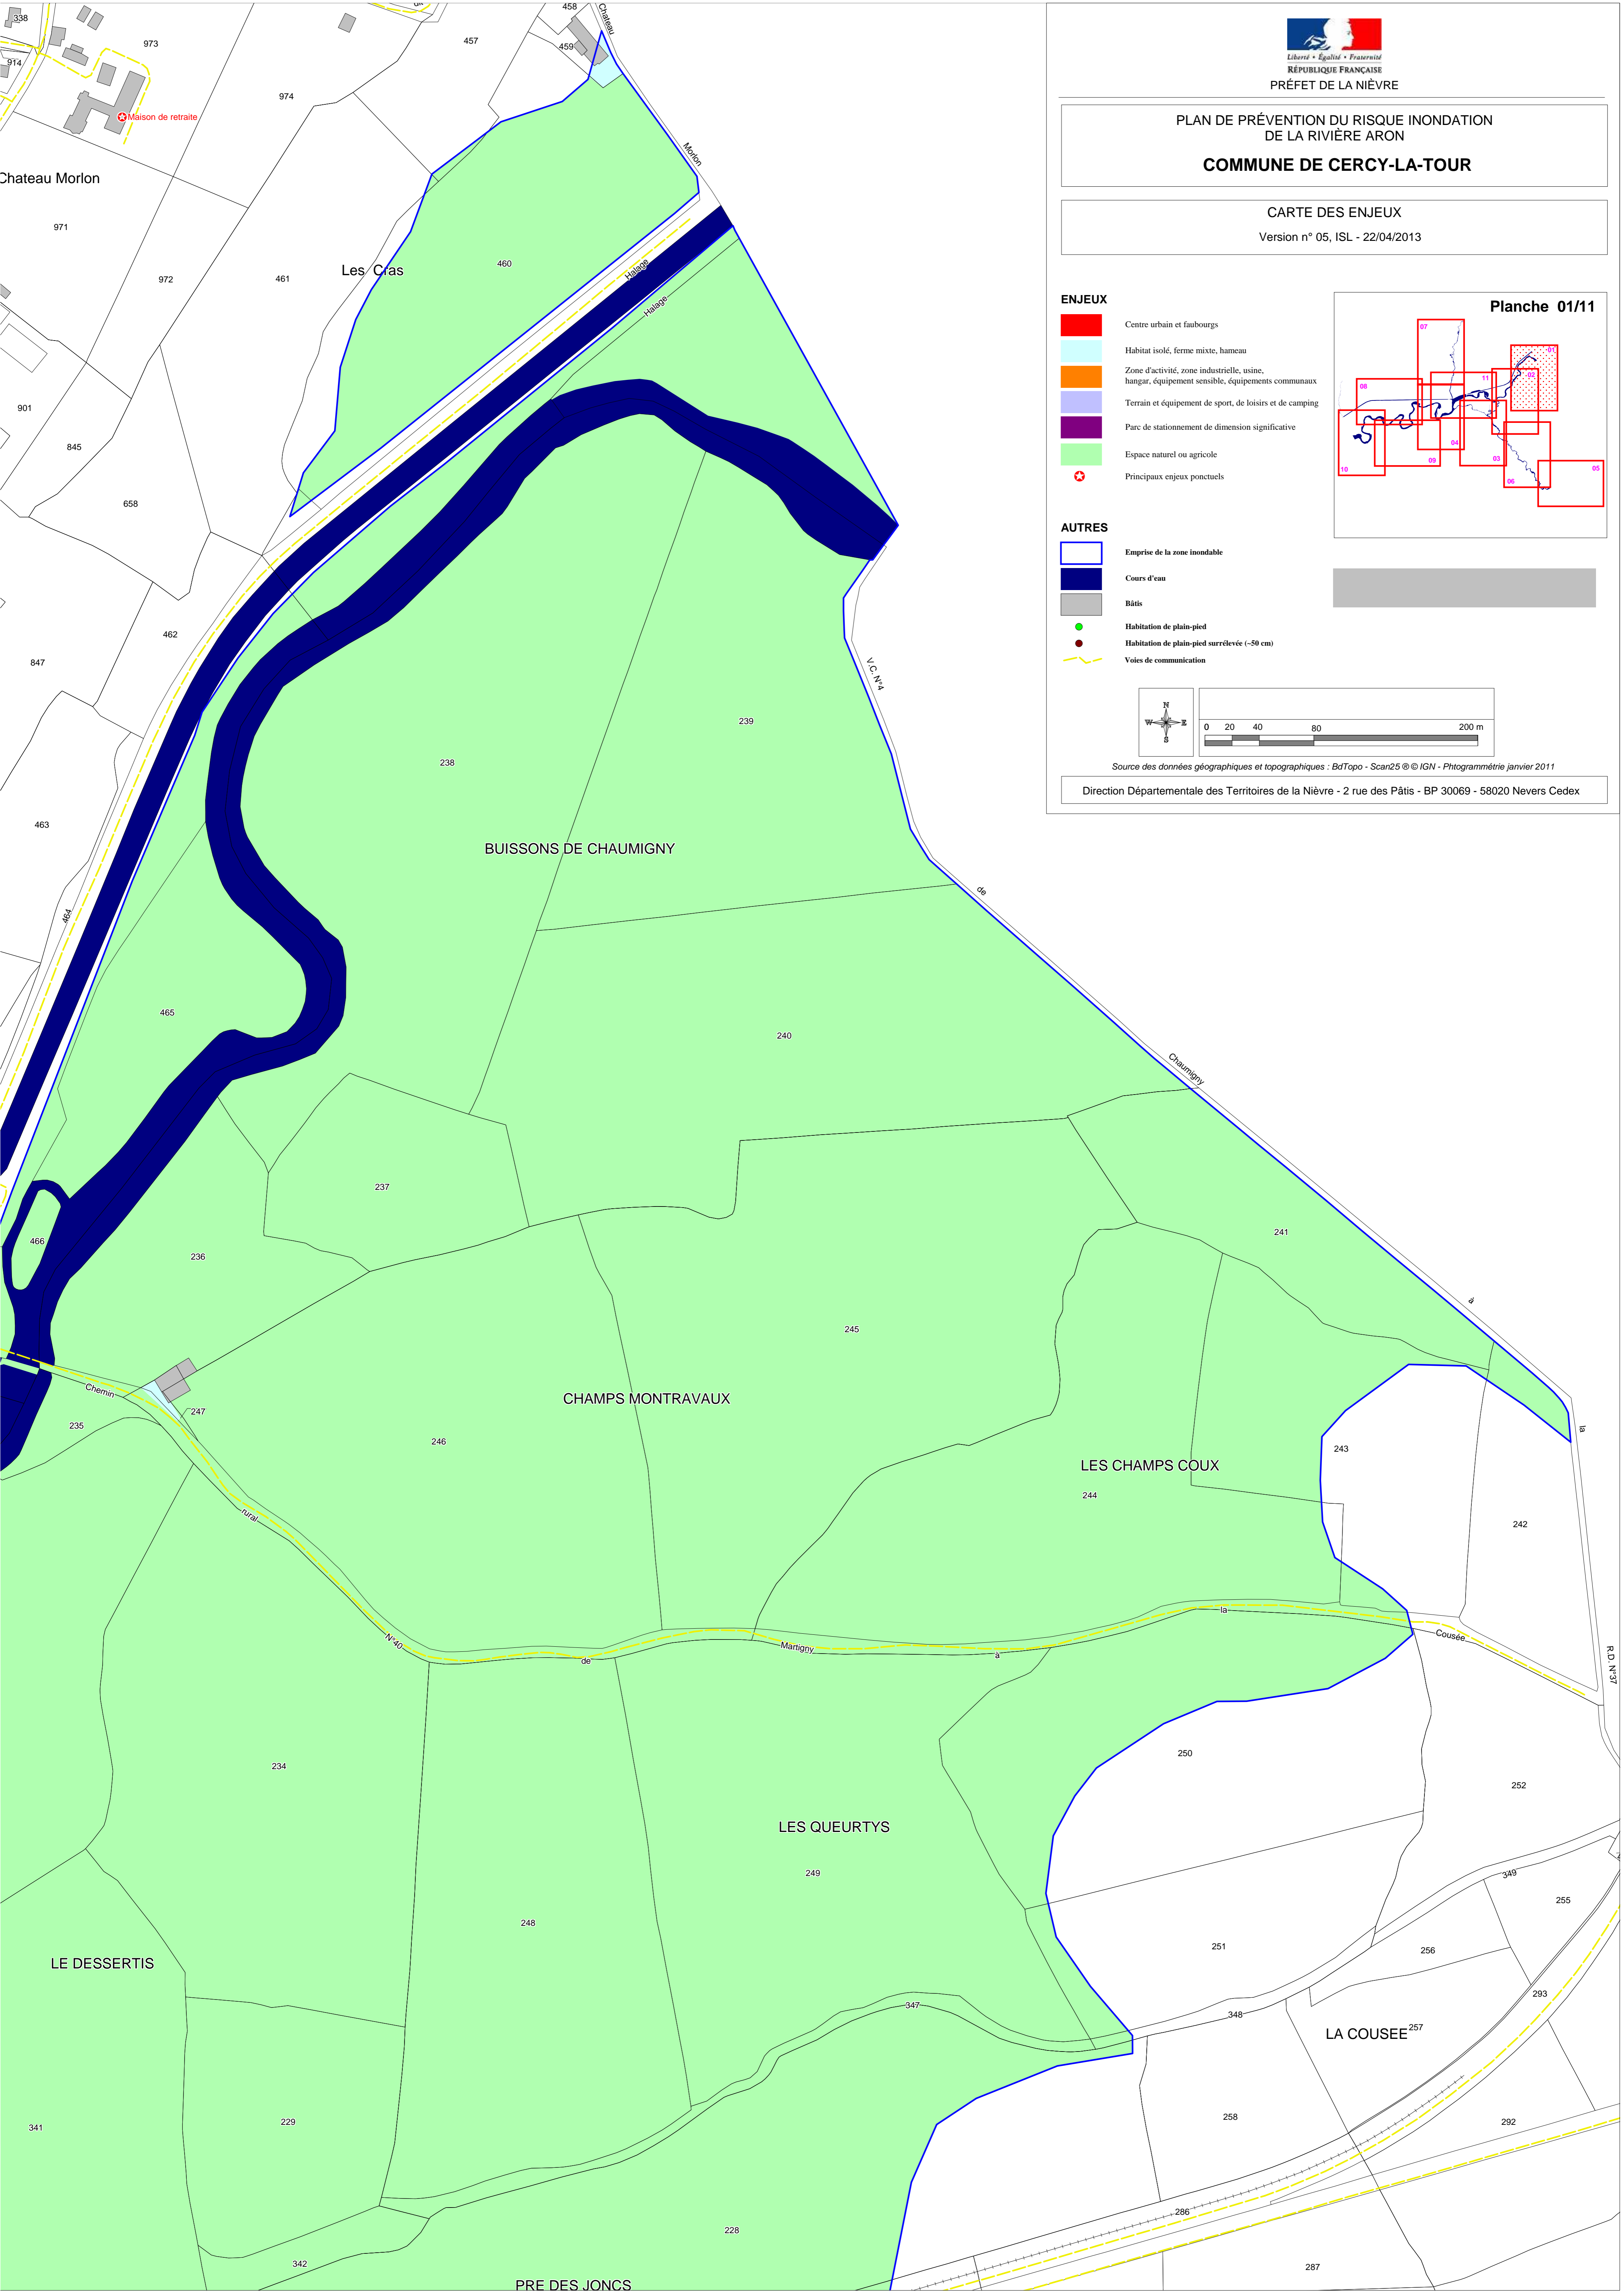 Liberté • Égalité • Fraternité
RÉPUBLIQUE FRANÇAISE
PRÉFET DE LA NIÈVRE
PLAN DE PRÉVENTION DU RISQUE INONDATION
DE LA RIVIÈRE ARON
COMMUNE DE CERCY-LA-TOUR
CARTE DES ENJEUX
Version n° 05, ISL - 22/04/2013
ENJEUX
Centre urbain et faubourgs
Habitat isolé, ferme mixte, hameau
Zone d'activité, zone industrielle, usine,
hangar, équipement sensible, équipements communaux
Terrain et équipement de sport, de loisirs et de camping
Parc de stationnement de dimension significative
Espace naturel ou agricole
Principaux enjeux ponctuels
Planche 01/11
07
01
02
11
08
04
03
09
10
06
05
AUTRES
Emprise de la zone inondable
Cours d'eau
Bâtis
Habitation de plain-pied
Habitation de plain-pied surrélevée (~50 cm)
Voies de communication
N
W E
S
0 20 40 80 200 m
Source des données géographiques et topographiques : BdTopo - Scan25 ® © IGN - Phtogrammétrie janvier 2011
Direction Départementale des Territoires de la Nièvre - 2 rue des Pâtis - BP 30069 - 58020 Nevers Cedex
338
973
914
457
458
459
Chateau
974
Maison de retraite
Morlon
Chateau Morlon
971
972
461
Les Cras
460
Halage
Halage
901
845
658
462
847
V.C. N°4
239
238
463
BUISSONS DE CHAUMIGNY
de
464
465
240
Chaumigny
237
466
236
241
à
245
Chemin
247
CHAMPS MONTRAVAUX
235
246
la
243
LES CHAMPS COUX
244
242
rural
N°40
de
Martigny
à
la
Cousée
R.D. N°37
234
250
252
LES QUEURTYS
249
349
255
248
251
256
LE DESSERTIS
293
347
348
LA COUSEE
257
341
229
258
292
286
228
342
287
PRE DES JONCS